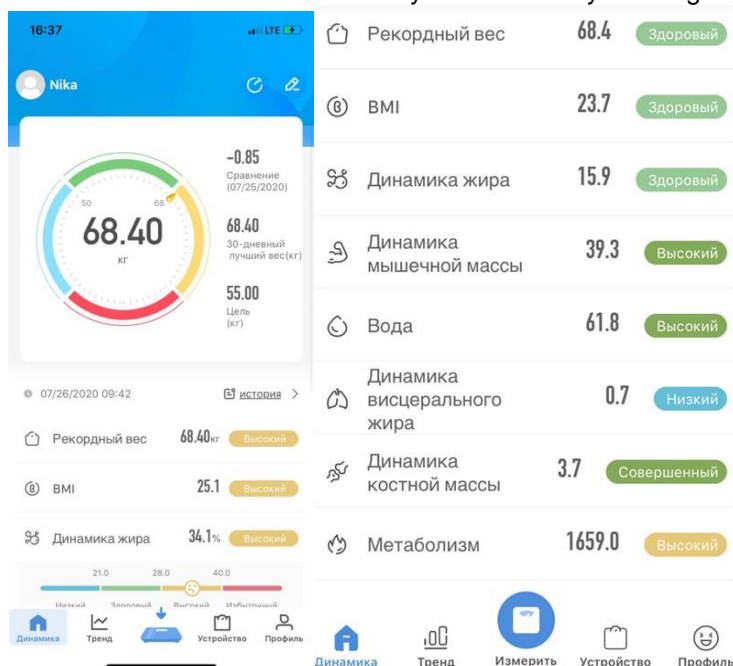 16:37
LTE
Nika
-0.85
Сравнение
(07/25/2020)
50
68
68.40
кг
68.40
30-дневный
лучший вес(кг)
55.00
Цель
(кг)
07/26/2020 09:42
история
Рекордный вес 68.40кг Высокий
BMI 25.1 Высокий
Динамика жира 34.1% Высокий
21.0 28.0 40.0
Низкий Здоровый Высокий Избыточный
Динамика Тренд Устройство Профиль
Рекордный вес 68.4 Здоровый
BMI 23.7 Здоровый
Динамика жира 15.9 Здоровый
Динамика
мышечной массы 39.3 Высокий
Вода 61.8 Высокий
Динамика
висцерального 0.7 Низкий
жира
Динамика
костной массы 3.7 Совершенный
Метаболизм 1659.0 Высокий
Динамика Тренд Измерить Устройство Профиль